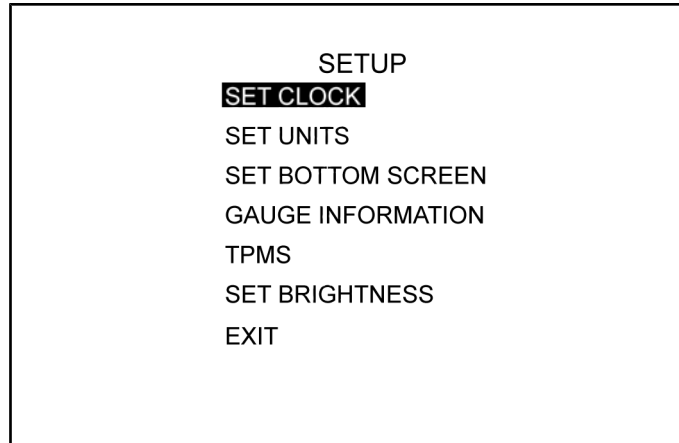 SETUP
SET CLOCK
SET UNITS
SET BOTTOM SCREEN
GAUGE INFORMATION
TPMS
SET BRIGHTNESS
EXIT